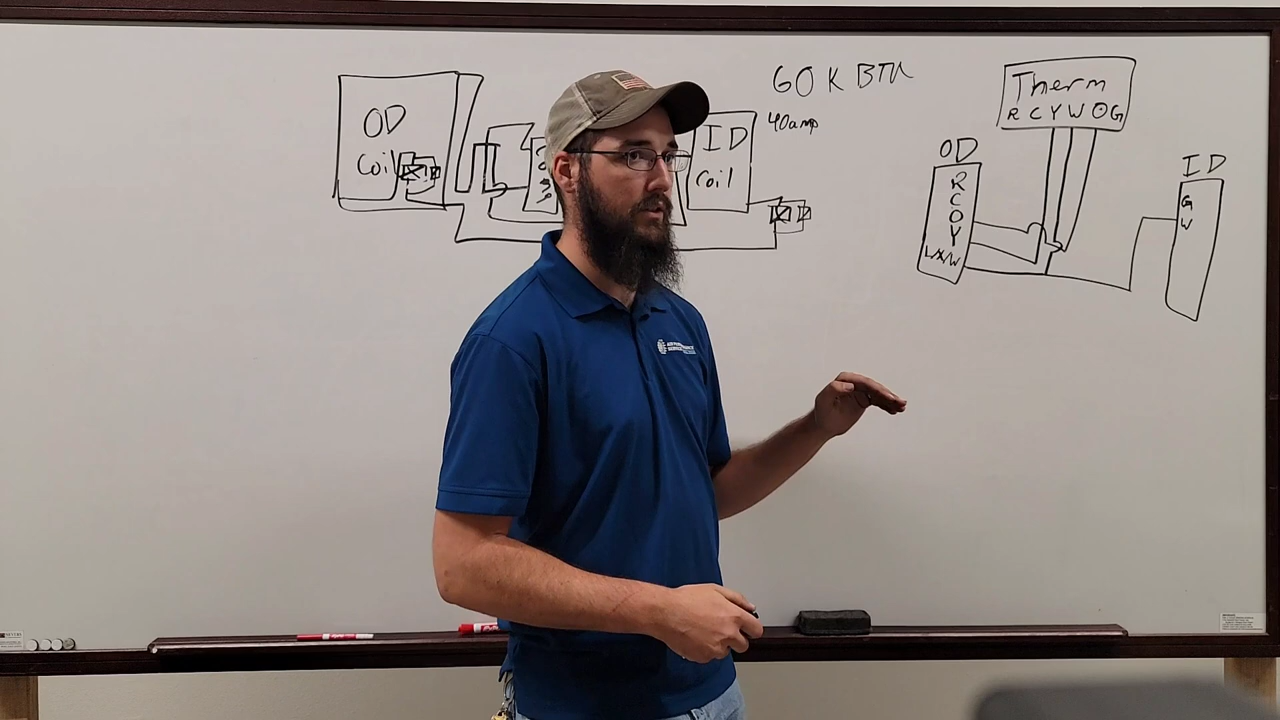 OD
Coil
ID
Coil
60 K BTU
40amp
Therm
R C Y W O G
OD
R
C
O
Y
ID
G
W